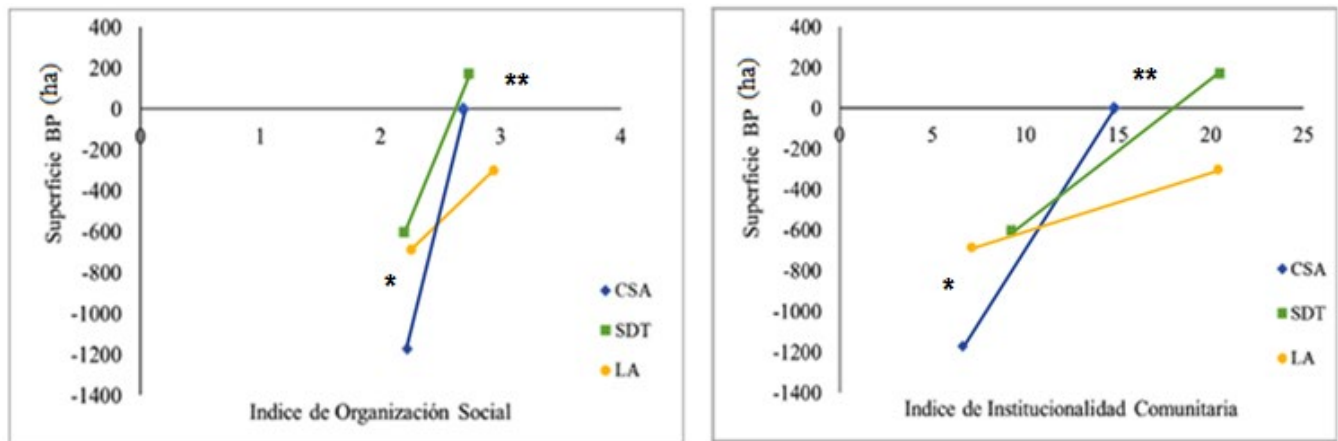 400
200
0
-200
-400
-600
-800
-1000
-1200
-1400
0 1 2 3 4
Superficie BP (ha)
**
*
CSA
SDT
LA
Indice de Organización Social
400
200
0
-200
-400
-600
-800
-1000
-1200
-1400
0 5 10 15 20 25
Superficie BP (ha)
**
*
CSA
SDT
LA
Indice de Institucionalidad Comunitaria